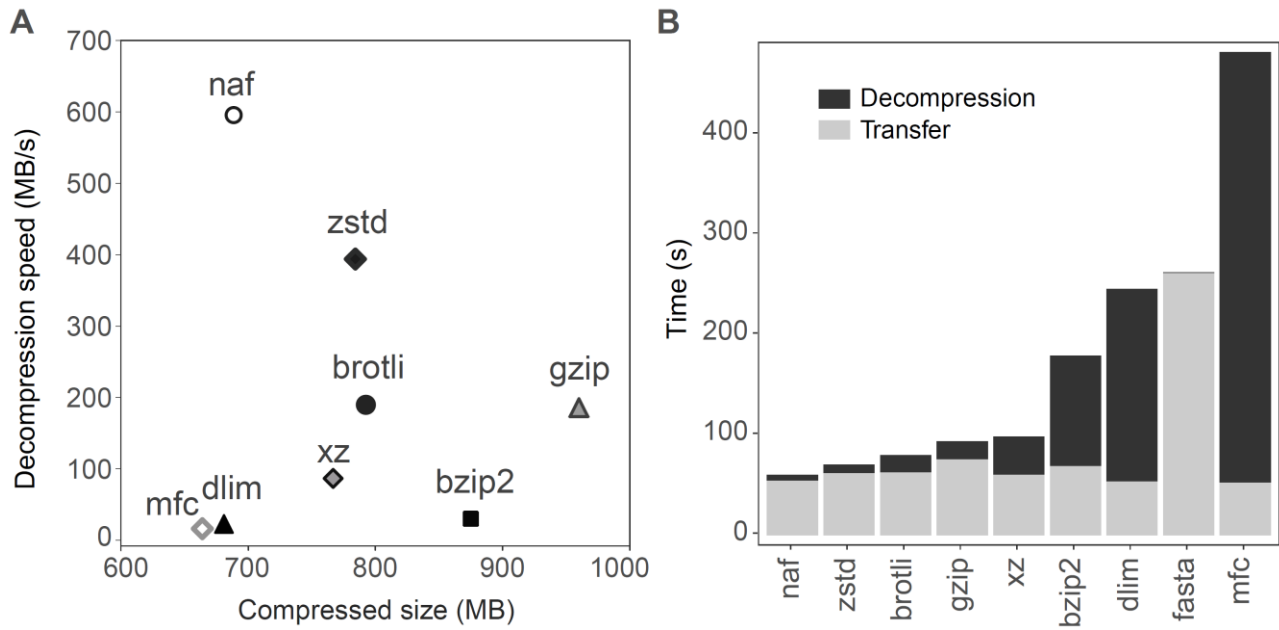 A
Decompression speed (MB/s)
700
600
500
400
300
200
100
0
naf
zstd
brotli
gzip
xz
bzip2
mfc
dlim
600
700
800
900
1000
Compressed size (MB)
B
Time (s)
400
300
200
100
0
Decompression
Transfer
naf
zstd
brotli
gzip
xz
bzip2
dlim
fasta
mfc